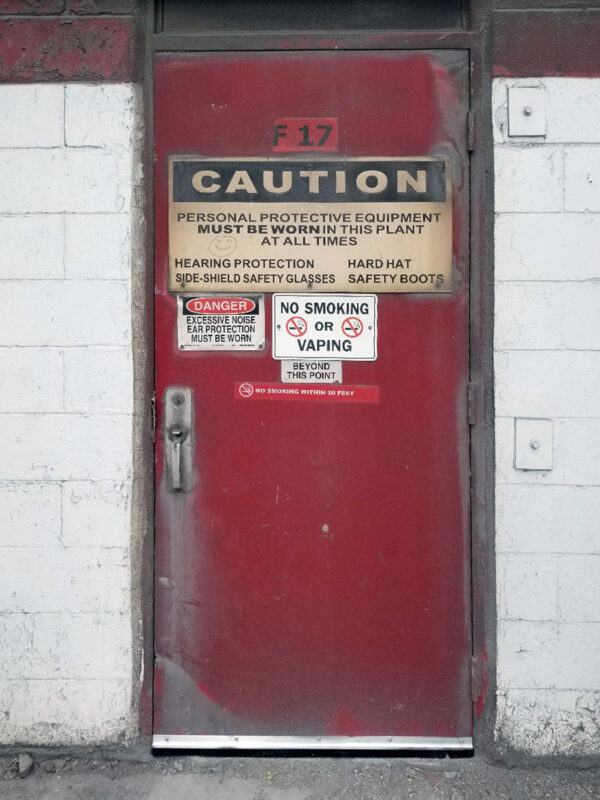 F 17
CAUTION
PERSONAL PROTECTIVE EQUIPMENT
MUST BE WORN IN THIS PLANT
AT ALL TIMES
HEARING PROTECTION HARD HAT
SIDE-SHIELD SAFETY GLASSES SAFETY BOOTS
DANGER
EXCESSIVE NOISE
EAR PROTECTION
MUST BE WORN
NO SMOKING
OR
VAPING
BEYOND
THIS POINT
NO SMOKING WITHIN 20 FEET